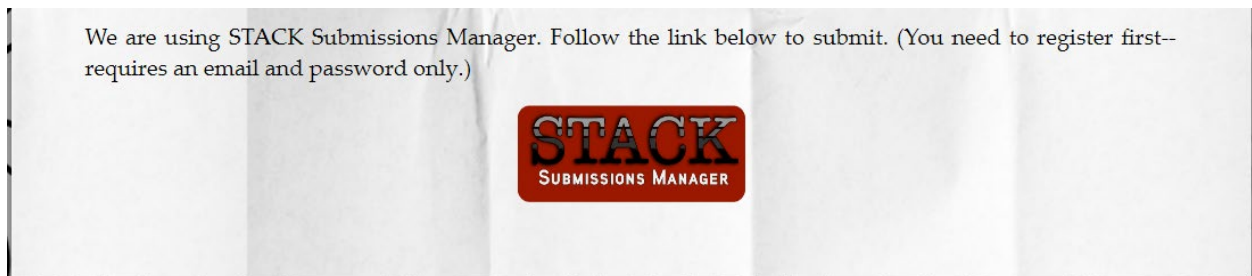 We are using STACK Submissions Manager. Follow the link below to submit. (You need to register first--
requires an email and password only.)
STACK
SUBMISSIONS MANAGER